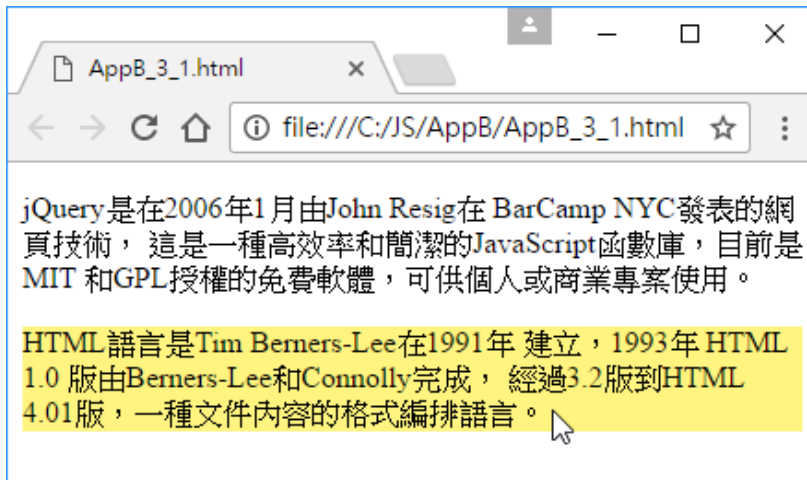 AppB_3_1.html
file:///C:/JS/AppB/AppB_3_1.html
jQuery是在2006年1月由John Resig在 BarCamp NYC發表的網
頁技術， 這是一種高效率和簡潔的JavaScript函數庫，目前是
MIT 和GPL授權的免費軟體，可供個人或商業專案使用。
HTML語言是Tim Berners-Lee在1991年 建立，1993年 HTML
1.0 版由Berners-Lee和Connolly完成， 經過3.2版到HTML
4.01版，一種文件內容的格式編排語言。